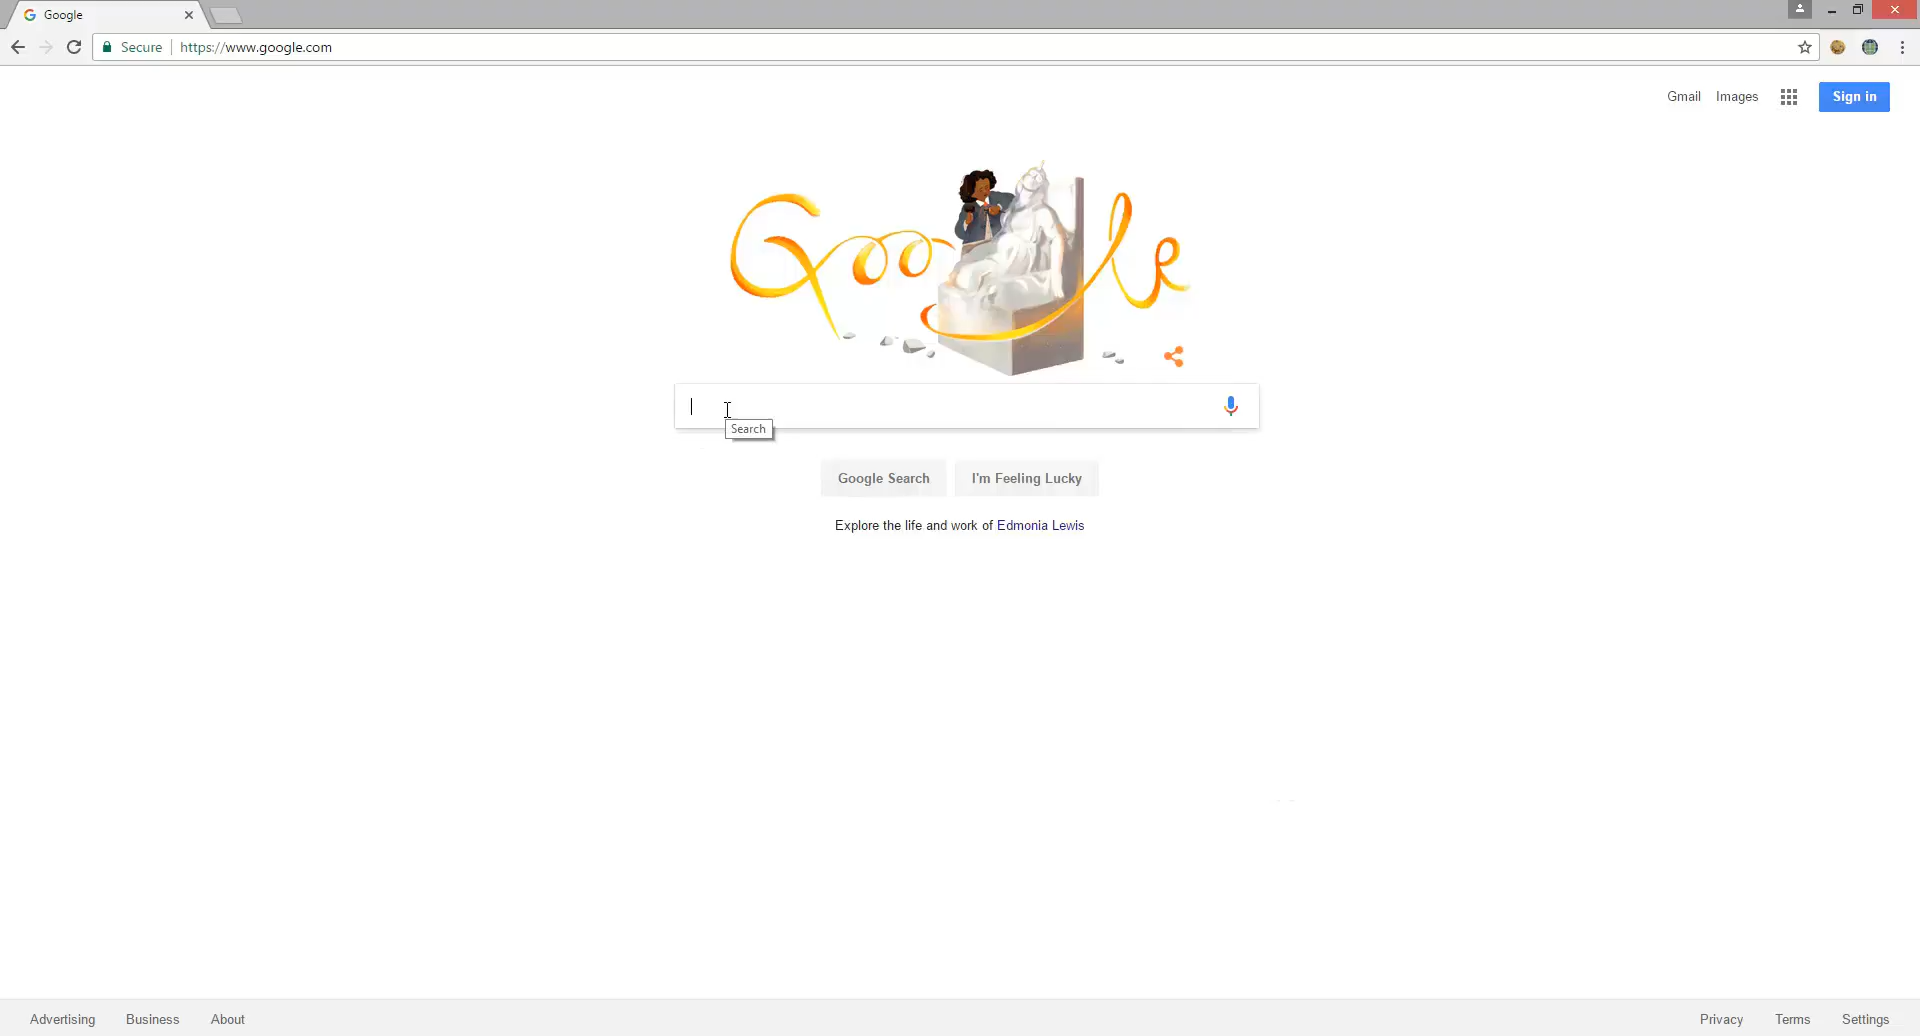 Google
Secure
https://www.google.com
Gmail Images
Sign in
Google
Search
Google Search
I'm Feeling Lucky
Explore the life and work of Edmonia Lewis
Advertising Business About
Privacy Terms Settings